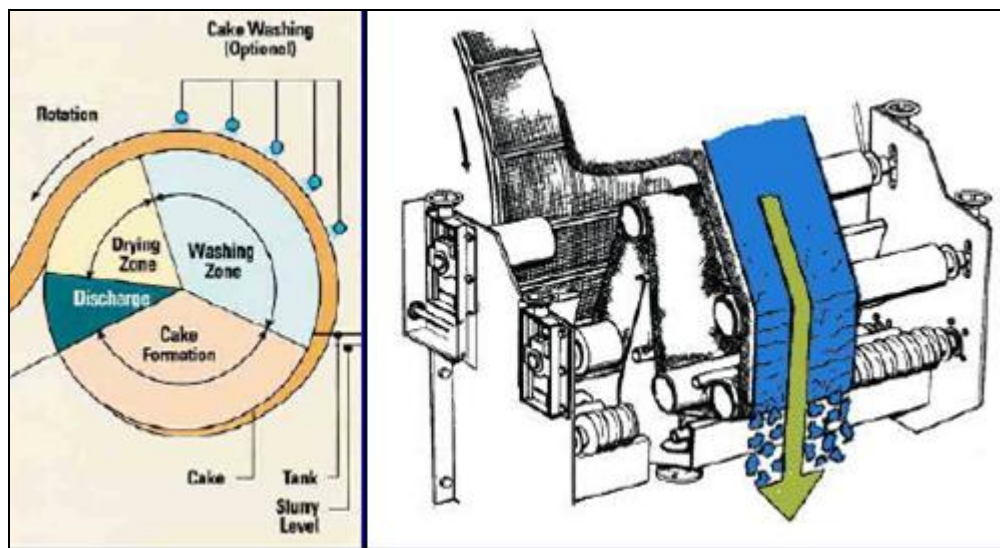 Cake Washing
(Optional)
Rotation
Drying
Zone
Washing
Zone
Discharge
Cake
Formation
Cake
Tank
Slurry
Level